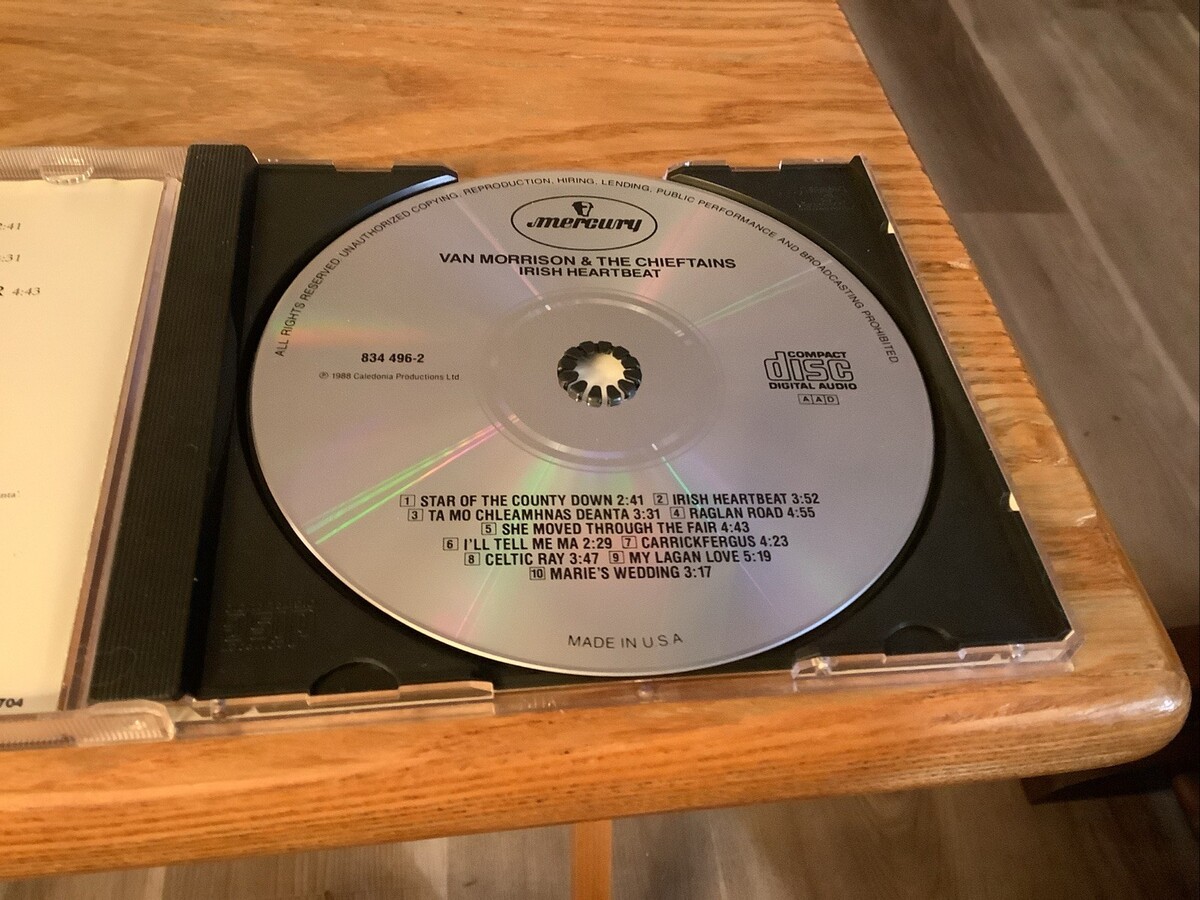 2:41
3:31
R 4:43
704
ALL RIGHTS RESERVED. UNAUTHORIZED COPYING, REPRODUCTION, HIRING, LENDING, PUBLIC PERFORMANCE AND BROADCASTING PROHIBITED.
mercury
VAN MORRISON & THE CHIEFTAINS
IRISH HEARTBEAT
834 496-2
℗ 1988 Caledonia Productions Ltd.
COMPACT
disc
DIGITAL AUDIO
AAD
1 STAR OF THE COUNTY DOWN 2:41 2 IRISH HEARTBEAT 3:52
3 TA MO CHLEAMHNAS DEANTA 3:31 4 RAGLAN ROAD 4:55
5 SHE MOVED THROUGH THE FAIR 4:43
6 I'LL TELL ME MA 2:29 7 CARRICKFERGUS 4:23
8 CELTIC RAY 3:47 9 MY LAGAN LOVE 5:19
10 MARIE'S WEDDING 3:17
MADE IN U S A